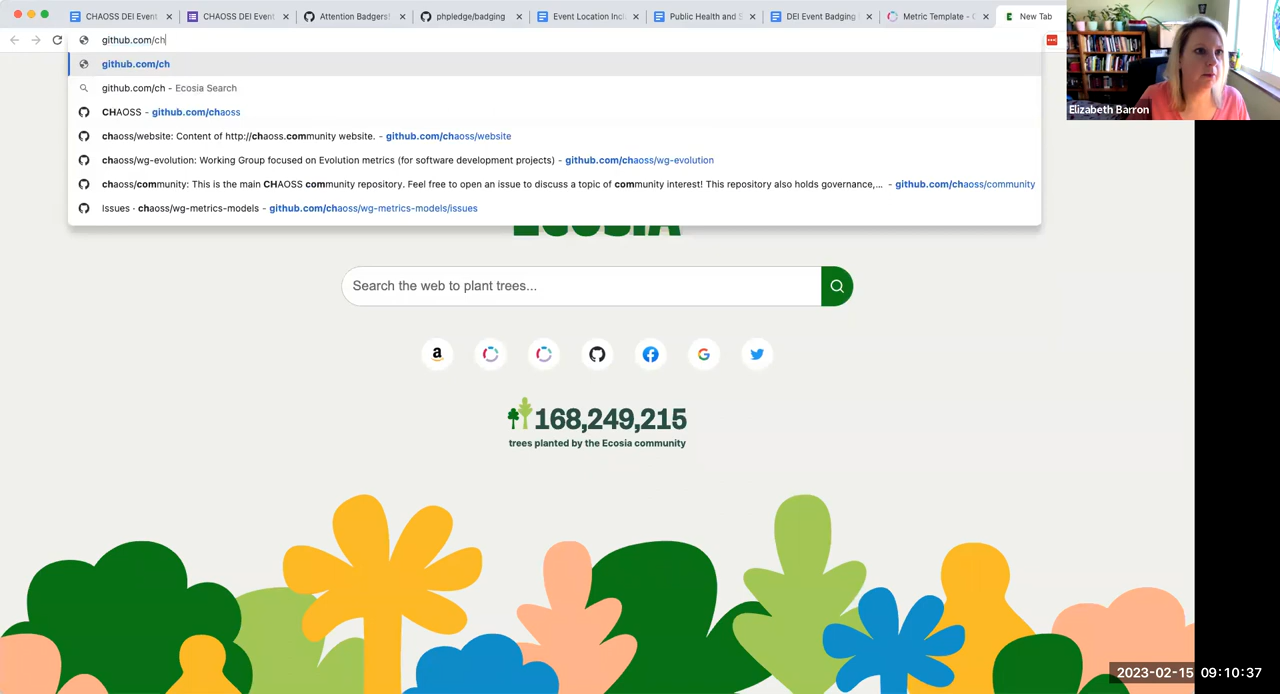 CHAOSS DEI Event
CHAOSS DEI Event
Attention Badgers!
phpledge/badging
Event Location Incl
Public Health and S
DEI Event Badging
Metric Template - C
New Tab
github.com/ch
github.com/ch
github.com/ch - Ecosia Search
CHAOSS - github.com/chaoss
chaoss/website: Content of http://chaoss.community website. - github.com/chaoss/website
chaoss/wg-evolution: Working Group focused on Evolution metrics (for software development projects) - github.com/chaoss/wg-evolution
chaoss/community: This is the main CHAOSS community repository. Feel free to open an issue to discuss a topic of community interest! This repository also holds governance,... - github.com/chaoss/community
Issues · chaoss/wg-metrics-models - github.com/chaoss/wg-metrics-models/issues
Elizabeth Barron
ECOSIA
Search the web to plant trees...
168,249,215
trees planted by the Ecosia community
2023-02-15 09:10:37